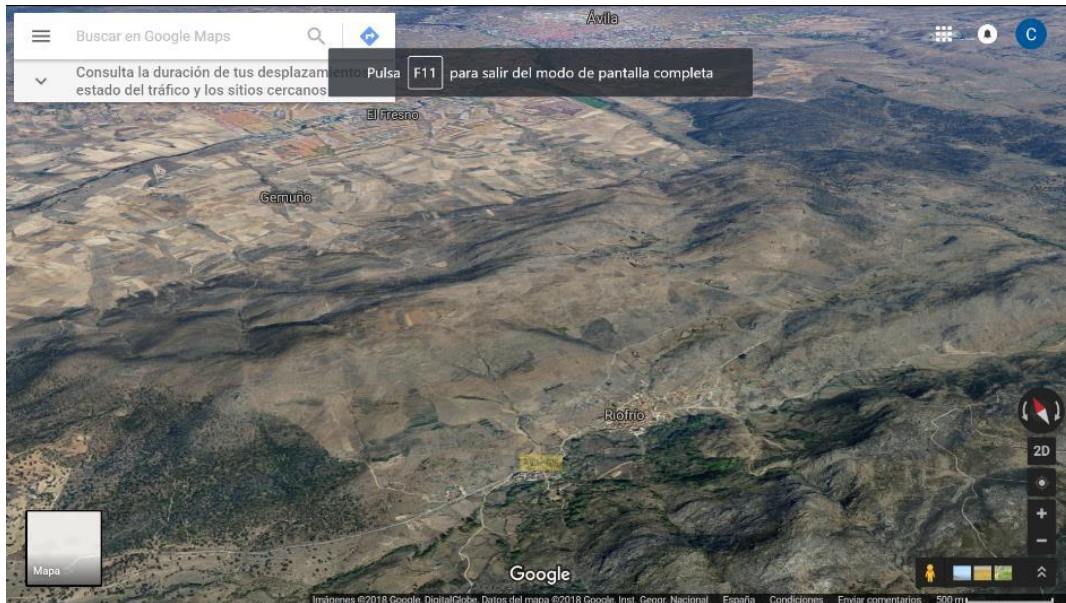 Ávila
Buscar en Google Maps
C
Pulsa F11 para salir del modo de pantalla completa
Consulta la duración de tus desplazamento
estado del tráfico y los sitios cercanos
El Fresno
Gemuño
Riofrío
2D
Mapa
Google
Imágenes ©2018 Google, DigitalGlobe, Datos del mapa ©2018 Google, Inst. Geogr. Nacional España Condiciones Enviar comentarios 500 m